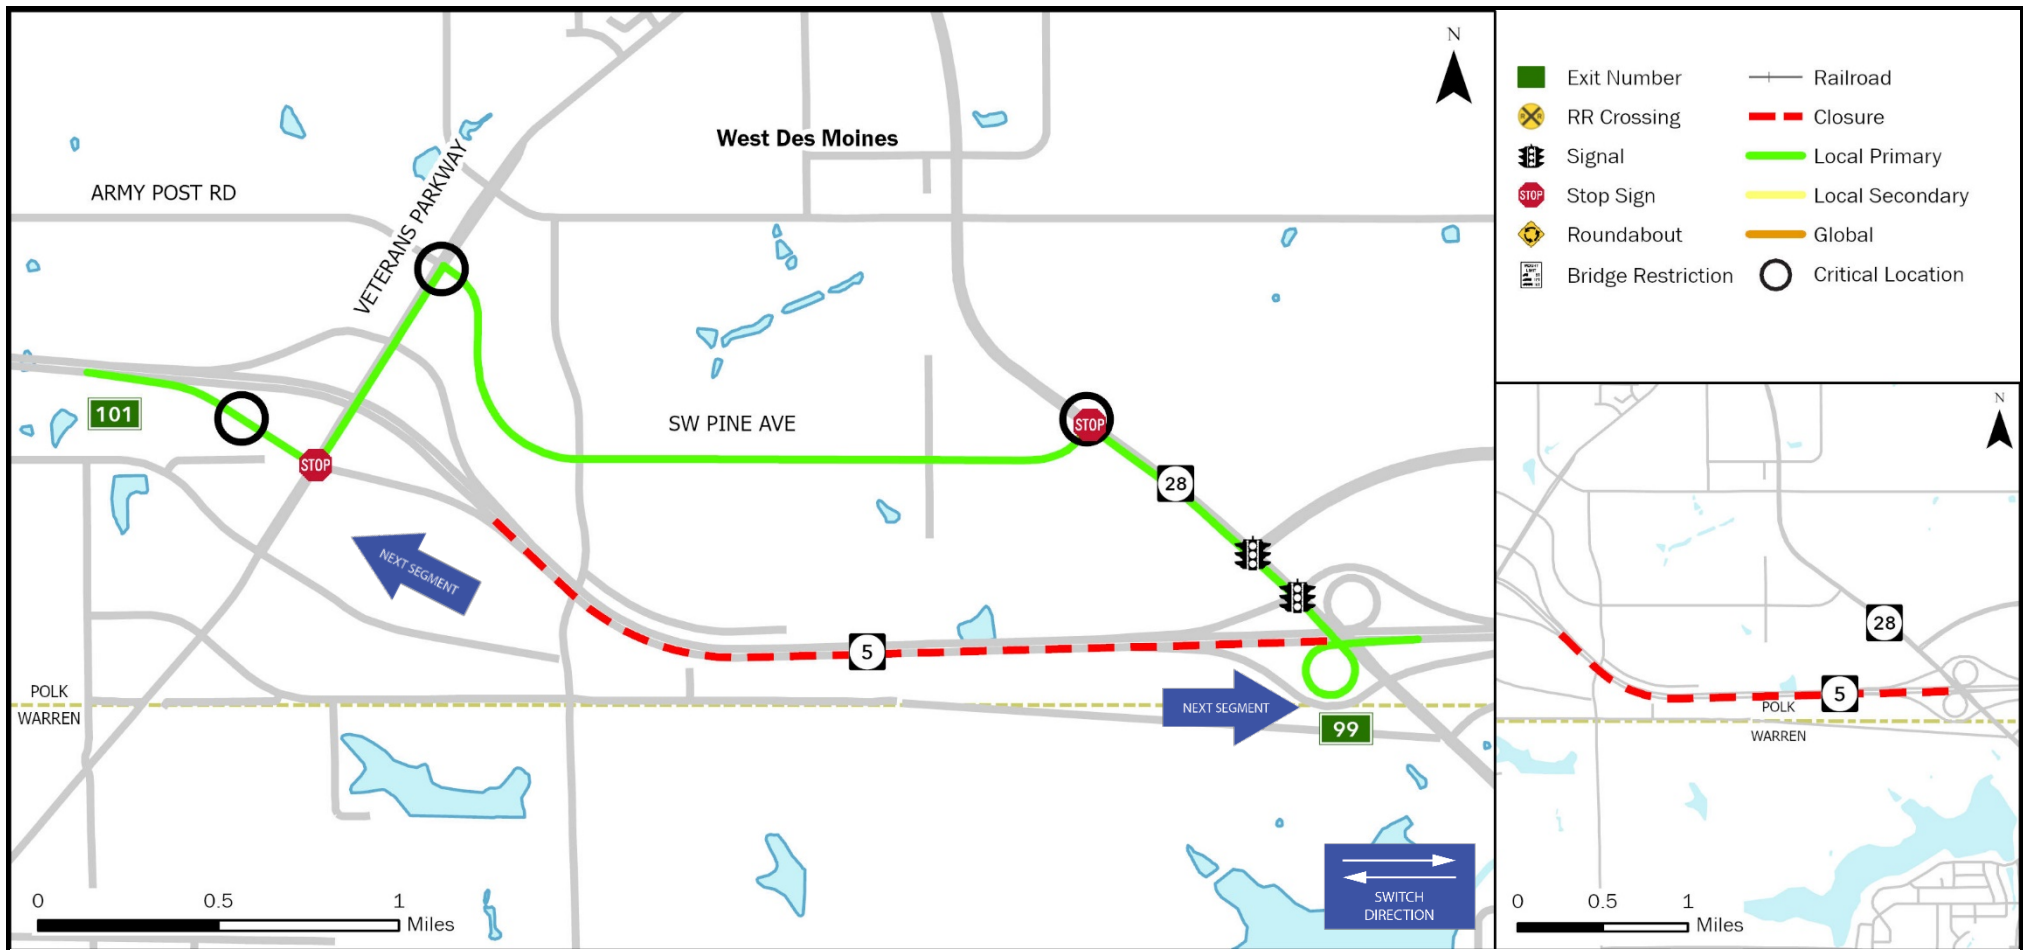 N
West Des Moines
ARMY POST RD
VETERANS PARKWAY
101
SW PINE AVE
STOP
STOP
28
NEXT SEGMENT
5
POLK
WARREN
NEXT SEGMENT
99
SWITCH
DIRECTION
0 0.5 1
Miles
Exit Number
RR Crossing
Signal
STOP Stop Sign
Roundabout
Bridge Restriction
Railroad
Closure
Local Primary
Local Secondary
Global
Critical Location
N
28
5
POLK
WARREN
0 0.5 1
Miles